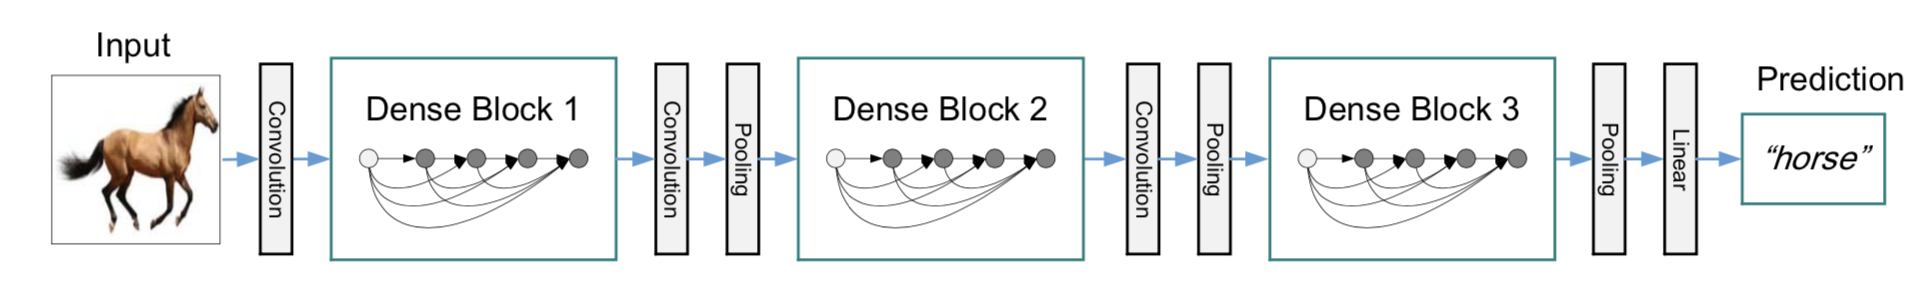 Input
Convolution
Dense Block 1
Convolution
Pooling
Dense Block 2
Convolution
Pooling
Dense Block 3
Pooling
Linear
Prediction
“horse”